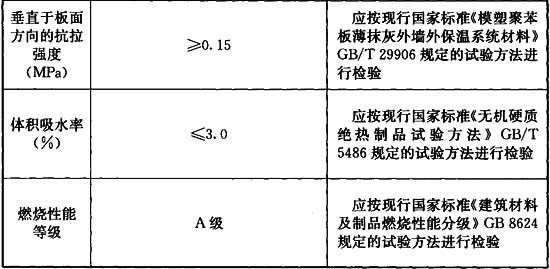 垂直于板面
方向的抗拉
强度
(MPa)
≥0.15
应按现行国家标准《模塑聚苯
板薄抹灰外墙外保温系统材料》
GB/T 29906 规定的试验方法进
行检验
体积吸水率
(%)
≤3.0
应按现行国家标准《无机硬质
绝热制品试验方法》GB/T
5486 规定的试验方法进行检验
燃烧性能
等级
A 级
应按现行国家标准《建筑材料
及制品燃烧性能分级》GB 8624
规定的试验方法进行检验